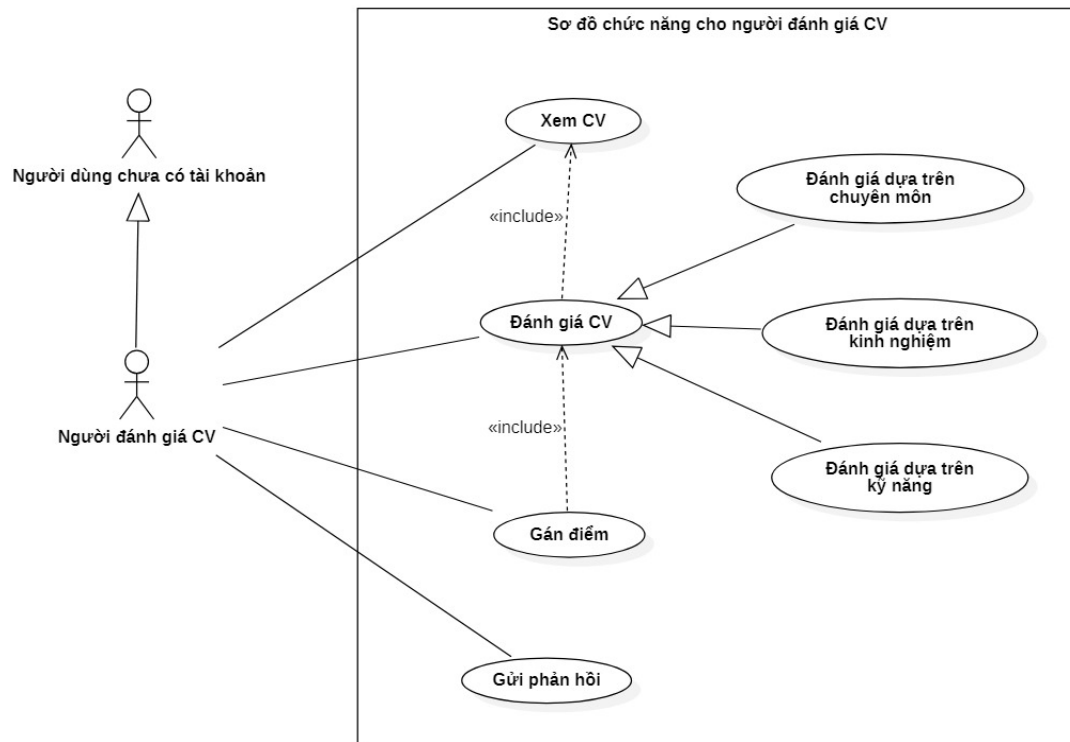 Sơ đồ chức năng cho người đánh giá CV
Người dùng chưa có tài khoản
Xem CV
Đánh giá dựa trên
chuyên môn
«include»
Đánh giá CV
Đánh giá dựa trên
kinh nghiệm
Người đánh giá CV
«include»
Đánh giá dựa trên
kỹ năng
Gán điểm
Gửi phản hồi